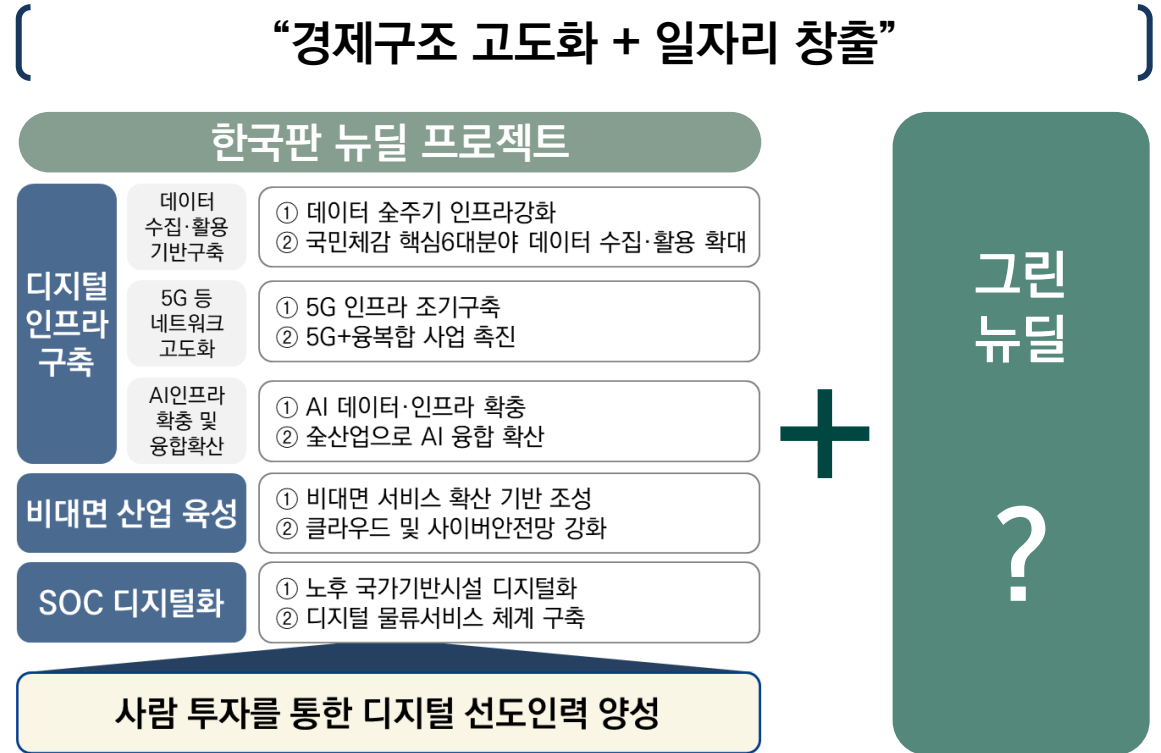 “경제구조 고도화 + 일자리 창출”
한국판 뉴딜 프로젝트
디지털
인프라
구축
데이터
수집·활용
기반구축
① 데이터 全주기 인프라강화
② 국민체감 핵심6대분야 데이터 수집·활용 확대
5G 등
네트워크
고도화
① 5G 인프라 조기구축
② 5G+융복합 사업 촉진
AI인프라
확충 및
융합확산
① AI 데이터·인프라 확충
② 全산업으로 AI 융합 확산
비대면 산업 육성
① 비대면 서비스 확산 기반 조성
② 클라우드 및 사이버안전망 강화
SOC 디지털화
① 노후 국가기반시설 디지털화
② 디지털 물류서비스 체계 구축
사람 투자를 통한 디지털 선도인력 양성
+
그린
뉴딜
?